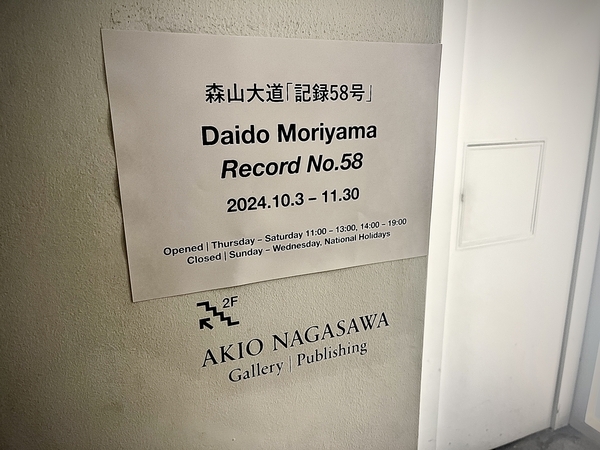 森山大道「記録58号」
Daido Moriyama
Record No.58
2024.10.3 – 11.30
Opened | Thursday – Saturday 11:00 – 13:00, 14:00 – 19:00
Closed | Sunday – Wednesday, National Holidays
2F
AKIO NAGASAWA
Gallery | Publishing